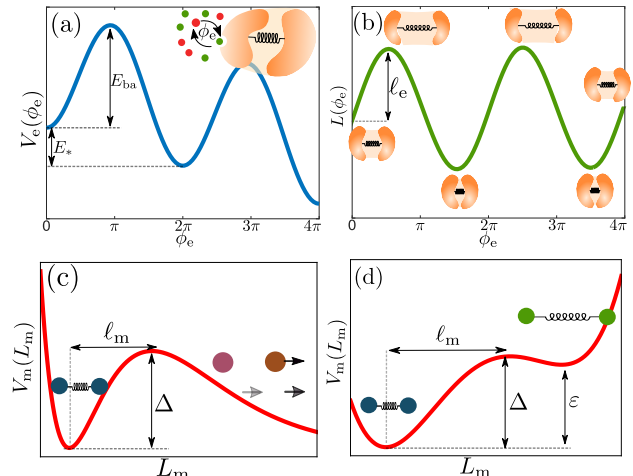 (a)
V_e(ϕ_e)
E_ba
E_*
ϕ_e
0 π 2π 3π 4π
ϕ_e
(b)
L(ϕ_e)
ℓ_e
0 π 2π 3π 4π
ϕ_e
(c)
V_m(L_m)
ℓ_m
Δ
L_m
(d)
V_m(L_m)
ℓ_m
Δ
ε
L_m